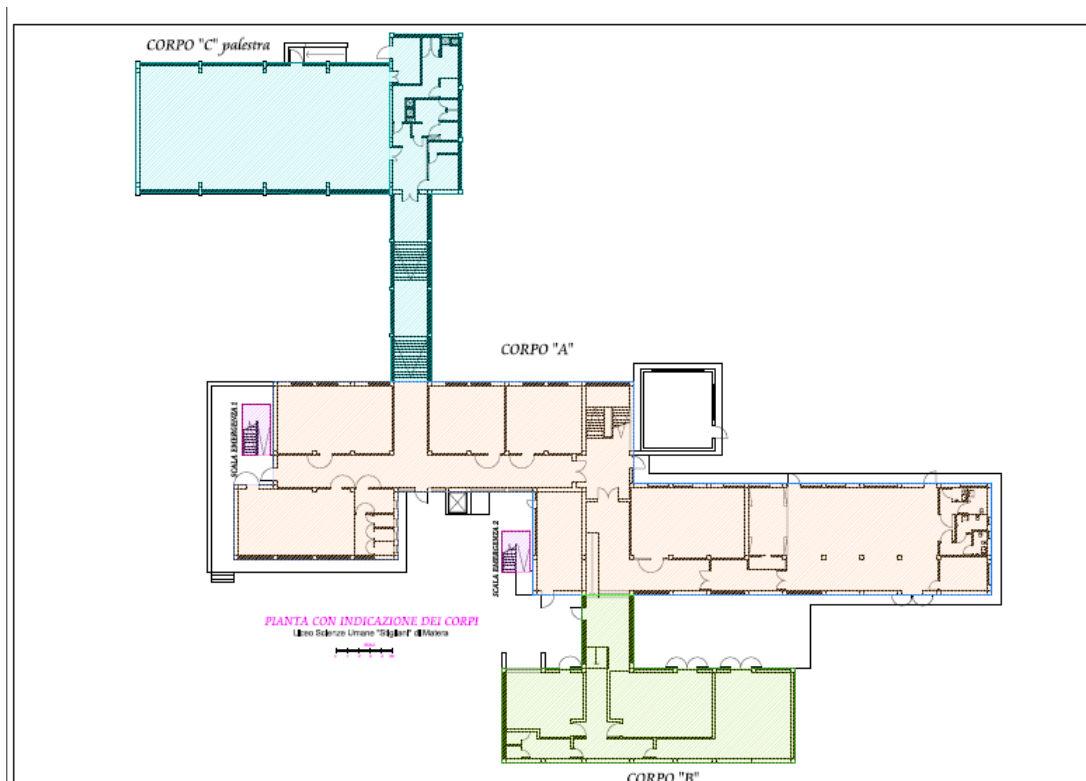 CORPO "C" palestra
CORPO "A"
SCALA EMERGENZA 1
SCALA EMERGENZA 2
PIANTA CON INDICAZIONE DEI CORPI
Liceo Scienze Umane "Stigliani" di Matera
CORPO "B"